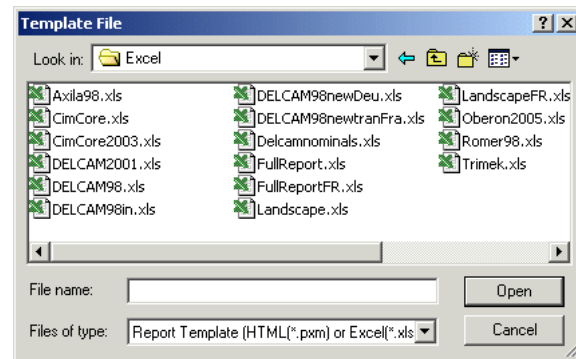 Template File
Look in: Excel
Axila98.xls DELCAM98newDeu.xls LandscapeFR.xls
CimCore.xls DELCAM98newtranFra.xls Oberon2005.xls
CimCore2003.xls Delcamnominals.xls Romer98.xls
DELCAM2001.xls FullReport.xls Trimek.xls
DELCAM98.xls FullReportFR.xls
DELCAM98in.xls Landscape.xls
File name: Open
Files of type: Report Template (HTML(*.pxm) or Excel(*.xls Cancel